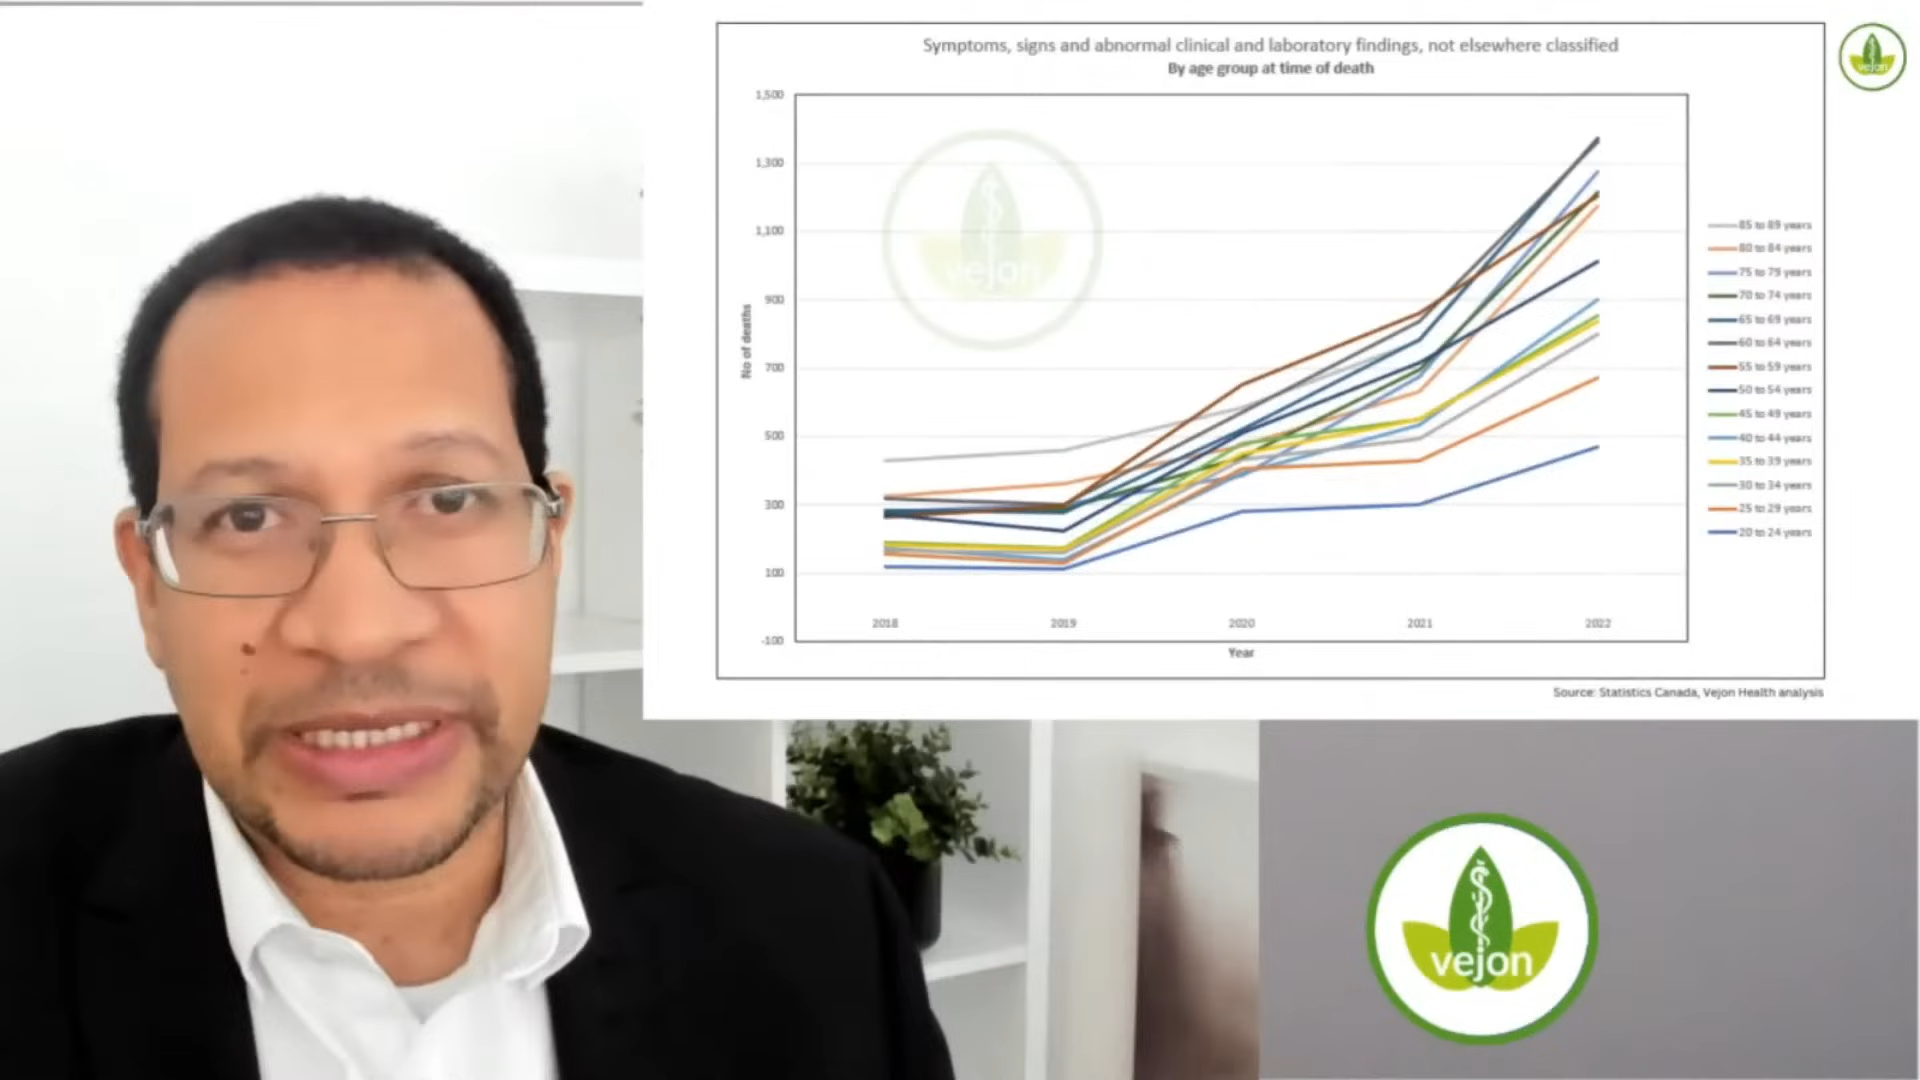 Symptoms, signs and abnormal clinical and laboratory findings, not elsewhere classified
By age group at time of death
1,500
1,300
1,100
900
700
500
300
100
-100
No of deaths
2018 2019 2020 2021 2022
Year
85 to 89 years
80 to 84 years
75 to 79 years
70 to 74 years
65 to 69 years
60 to 64 years
55 to 59 years
50 to 54 years
45 to 49 years
40 to 44 years
35 to 39 years
30 to 34 years
25 to 29 years
20 to 24 years
Source: Statistics Canada, Vejon Health analysis
vejon
vejon
vejon